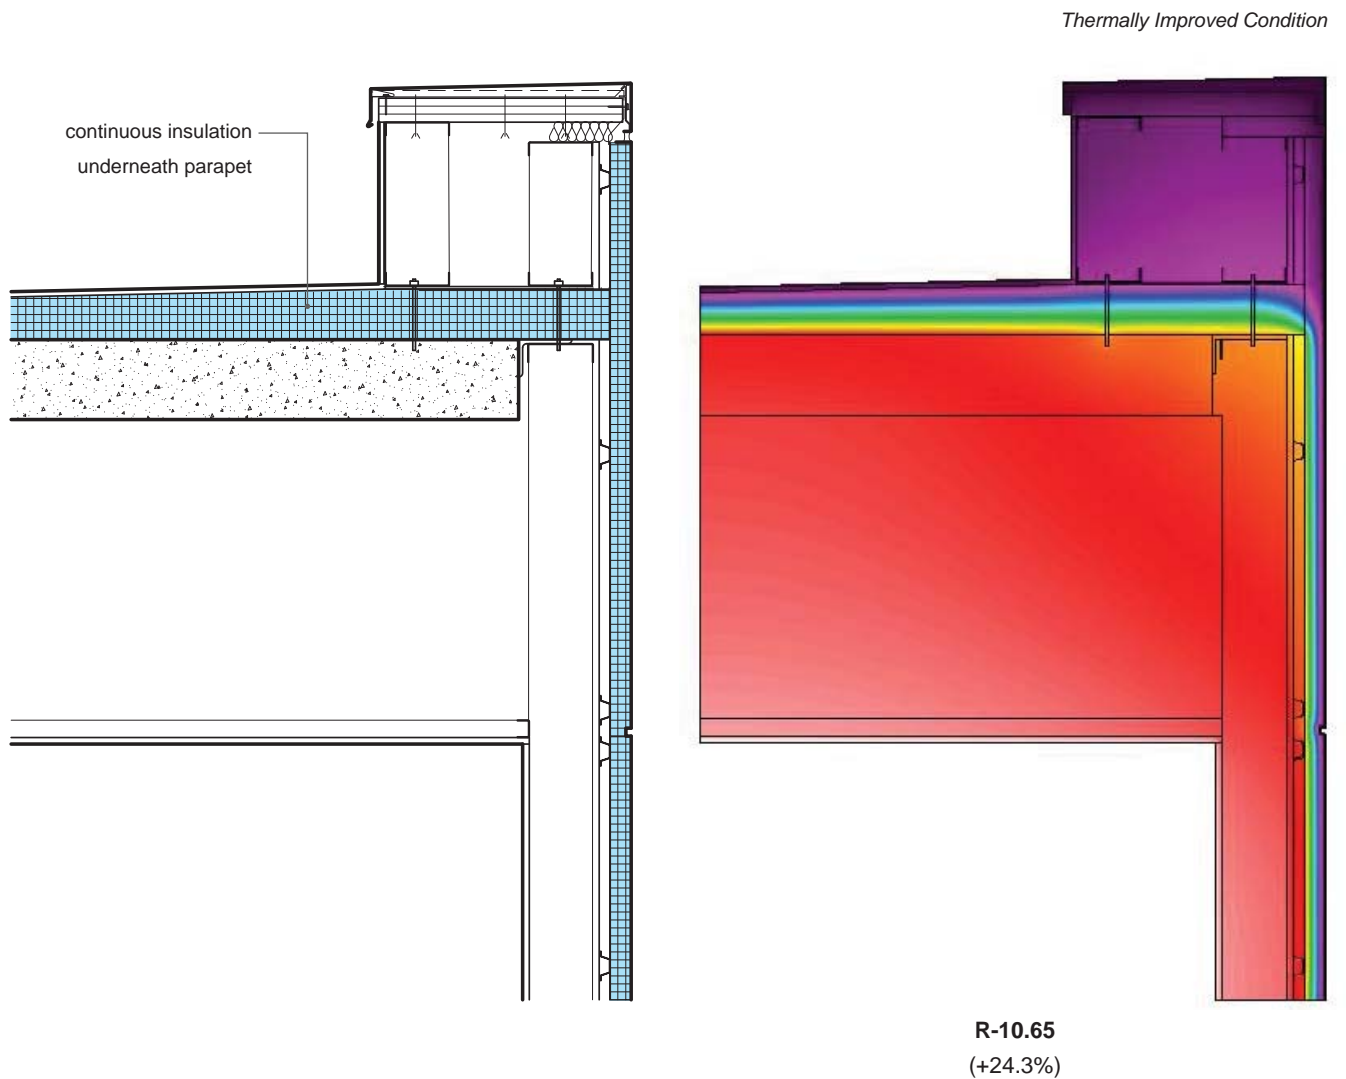 Thermally Improved Condition
continuous insulation
underneath parapet
R-10.65
(+24.3%)